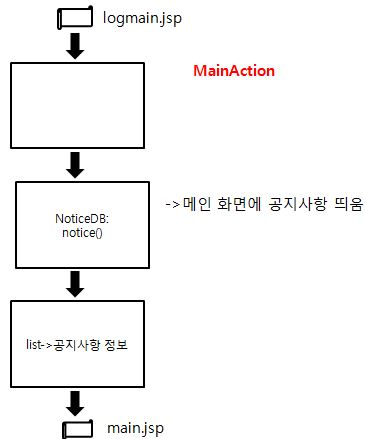 logmain.jsp
MainAction
NoticeDB:
notice()
->메인 화면에 공지사항 띄움
list->공지사항 정보
main.jsp